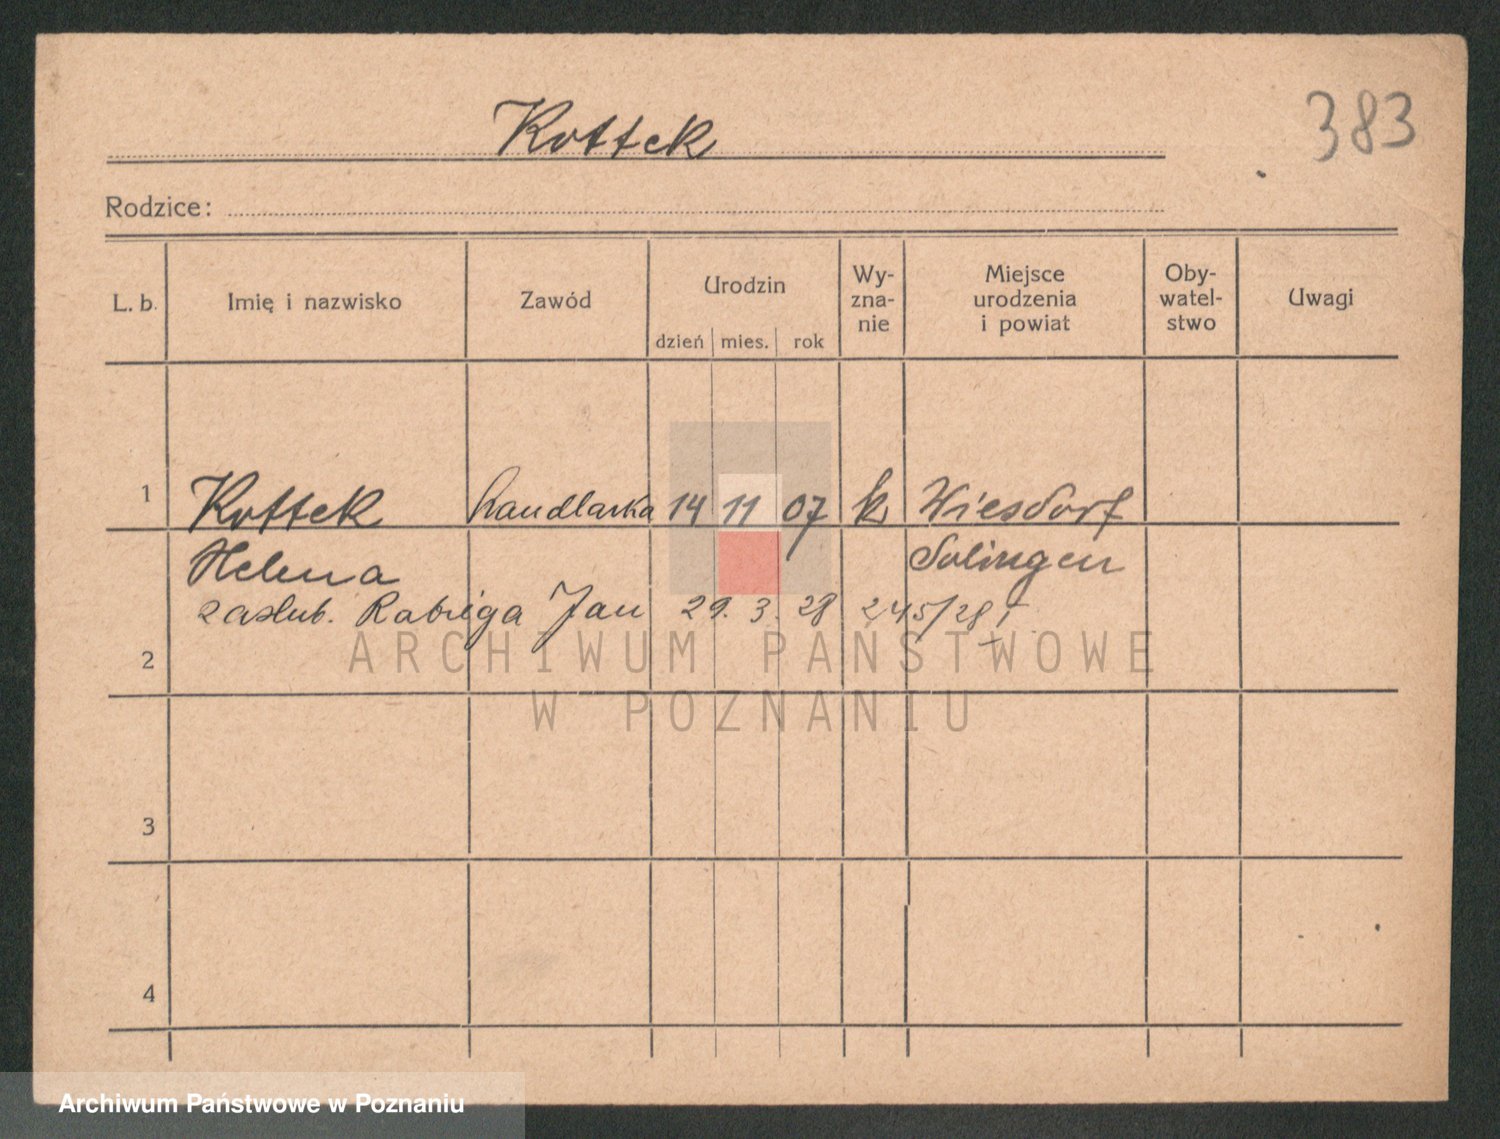 383
Kottek
Rodzice:
L. b. Imię i nazwisko Zawód Urodzin dzień mies. rok Wy-zna-nie Miejsce urodzenia i powiat Oby-watel-stwo Uwagi
1 Kottek handlarka 14 11 07 k Wiesdorf
Helena Solingen
zaślub. Rabiega Jan 29. 3. 28 245/28 I
2
3
4
ARCHIWUM PAŃSTWOWE
W POZNANIU
Archiwum Państwowe w Poznaniu